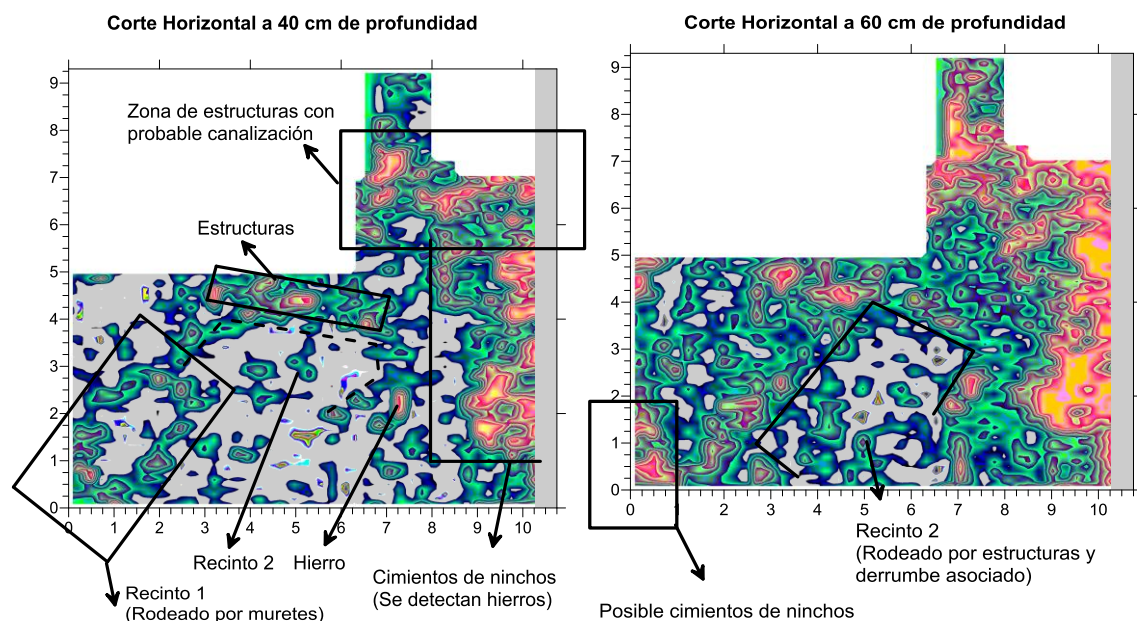 Corte Horizontal a 40 cm de profundidad
Zona de estructuras con
probable canalización
Estructuras
9
8
7
6
5
4
3
2
1
0
0 1 2 3 4 5 6 7 8 9 10
Recinto 2
Hierro
Cimientos de ninchos
(Se detectan hierros)
Recinto 1
(Rodeado por muretes)
Corte Horizontal a 60 cm de profundidad
9
8
7
6
5
4
3
2
1
0
0 1 2 3 4 5 6 7 8 9 10
Recinto 2
(Rodeado por estructuras y
derrumbe asociado)
Posible cimientos de ninchos